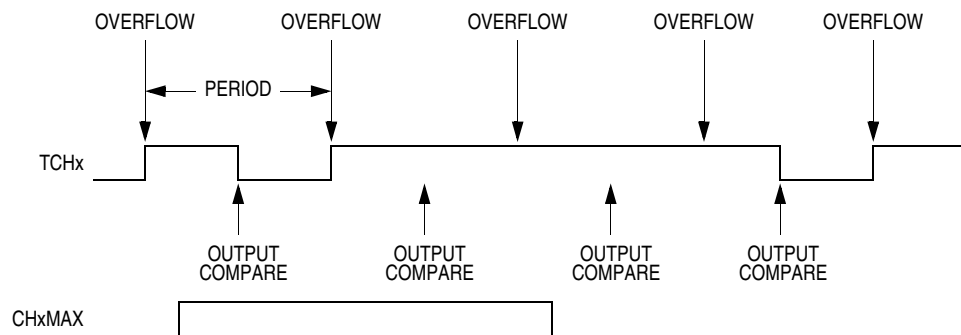 OVERFLOW OVERFLOW OVERFLOW OVERFLOW OVERFLOW
PERIOD
TCHx
OUTPUT COMPARE
OUTPUT COMPARE
OUTPUT COMPARE
OUTPUT COMPARE
CHxMAX